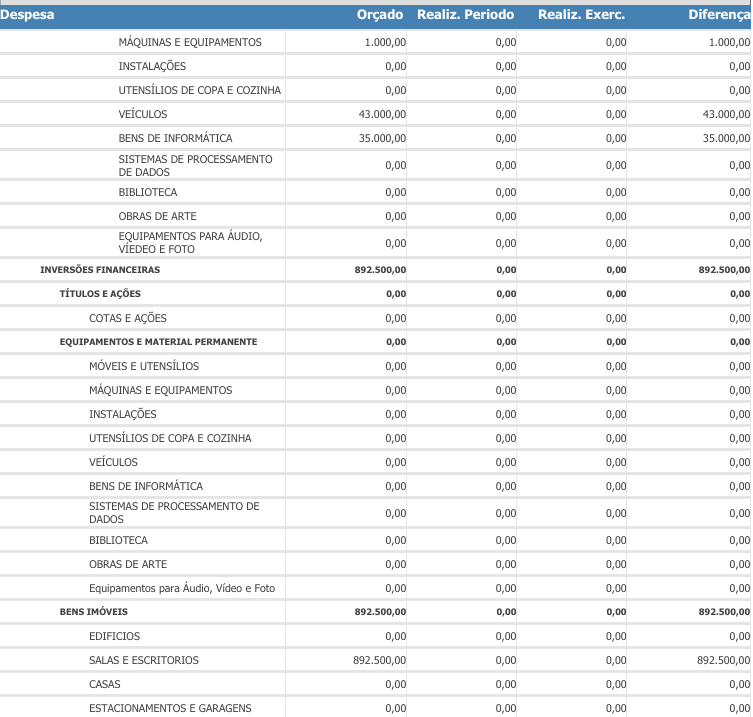 Despesa Orçado Realiz. Periodo Realiz. Exerc. Diferença
MÁQUINAS E EQUIPAMENTOS 1.000,00 0,00 0,00 1.000,00
INSTALAÇÕES 0,00 0,00 0,00 0,00
UTENSÍLIOS DE COPA E COZINHA 0,00 0,00 0,00 0,00
VEÍCULOS 43.000,00 0,00 0,00 43.000,00
BENS DE INFORMÁTICA 35.000,00 0,00 0,00 35.000,00
SISTEMAS DE PROCESSAMENTO
DE DADOS 0,00 0,00 0,00 0,00
BIBLIOTECA 0,00 0,00 0,00 0,00
OBRAS DE ARTE 0,00 0,00 0,00 0,00
EQUIPAMENTOS PARA ÁUDIO,
VÍEDEO E FOTO 0,00 0,00 0,00 0,00
INVERSÕES FINANCEIRAS 892.500,00 0,00 0,00 892.500,00
TÍTULOS E AÇÕES 0,00 0,00 0,00 0,00
COTAS E AÇÕES 0,00 0,00 0,00 0,00
EQUIPAMENTOS E MATERIAL PERMANENTE 0,00 0,00 0,00 0,00
MÓVEIS E UTENSÍLIOS 0,00 0,00 0,00 0,00
MÁQUINAS E EQUIPAMENTOS 0,00 0,00 0,00 0,00
INSTALAÇÕES 0,00 0,00 0,00 0,00
UTENSÍLIOS DE COPA E COZINHA 0,00 0,00 0,00 0,00
VEÍCULOS 0,00 0,00 0,00 0,00
BENS DE INFORMÁTICA 0,00 0,00 0,00 0,00
SISTEMAS DE PROCESSAMENTO DE
DADOS 0,00 0,00 0,00 0,00
BIBLIOTECA 0,00 0,00 0,00 0,00
OBRAS DE ARTE 0,00 0,00 0,00 0,00
Equipamentos para Áudio, Vídeo e Foto 0,00 0,00 0,00 0,00
BENS IMÓVEIS 892.500,00 0,00 0,00 892.500,00
EDIFICIOS 0,00 0,00 0,00 0,00
SALAS E ESCRITORIOS 892.500,00 0,00 0,00 892.500,00
CASAS 0,00 0,00 0,00 0,00
ESTACIONAMENTOS E GARAGENS 0,00 0,00 0,00 0,00